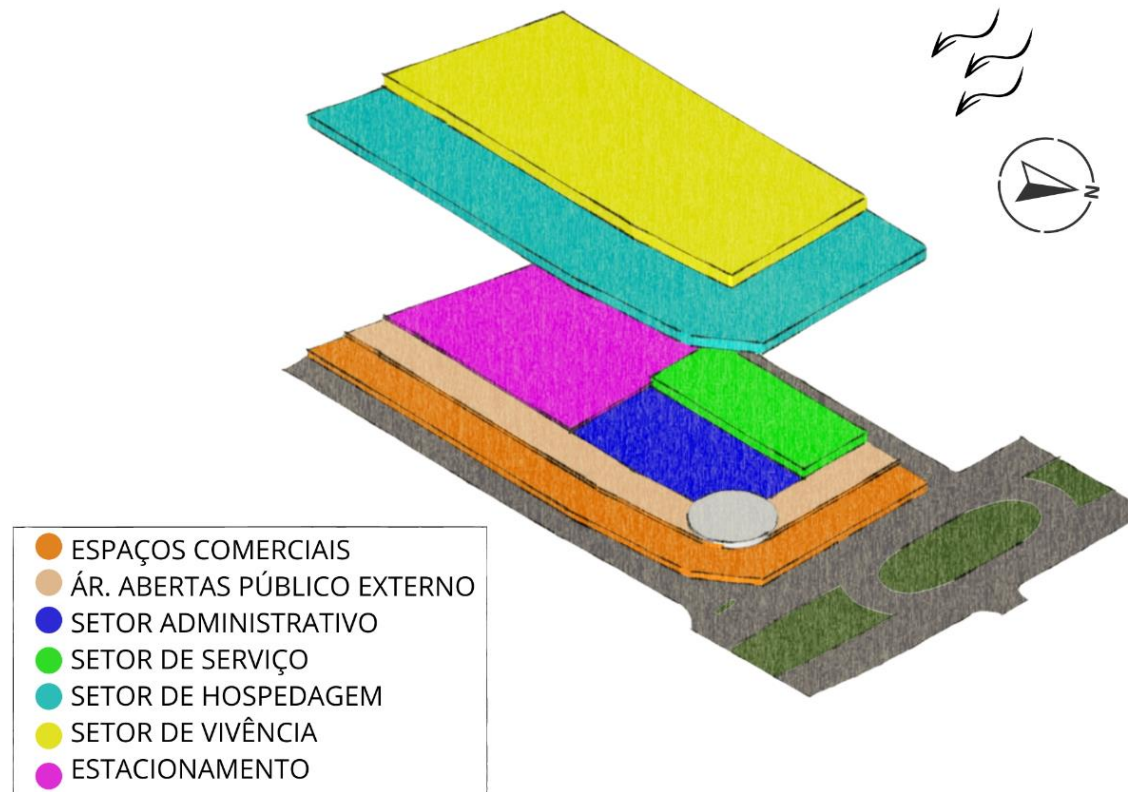 N
ESPAÇOS COMERCIAIS
ÁR. ABERTAS PÚBLICO EXTERNO
SETOR ADMINISTRATIVO
SETOR DE SERVIÇO
SETOR DE HOSPEDAGEM
SETOR DE VIVÊNCIA
ESTACIONAMENTO